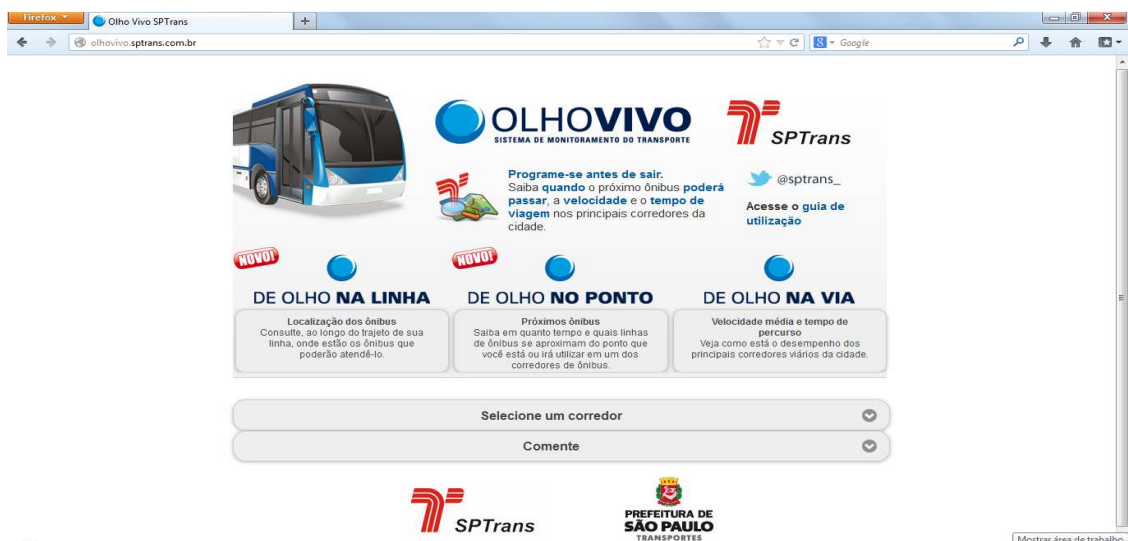 Firefox
Olho Vivo SPTrans
olhovivo.sptrans.com.br
Google
OLHOVIVO
SISTEMA DE MONITORAMENTO DO TRANSPORTE
SPTrans
Programe-se antes de sair.
Saiba quando o próximo ônibus poderá
passar, a velocidade e o tempo de
viagem nos principais corredores da
cidade.
@sptrans_
Acesse o guia de
utilização
NOVO!
DE OLHO NA LINHA
Localização dos ônibus
Consulte, ao longo do trajeto de sua
linha, onde estão os ônibus que
poderão atendê-lo.
NOVO!
DE OLHO NO PONTO
Próximos ônibus
Saiba em quanto tempo e quais linhas
de ônibus se aproximam do ponto que
você está ou irá utilizar em um dos
corredores de ônibus.
DE OLHO NA VIA
Velocidade média e tempo de
percurso
Veja como está o desempenho dos
principais corredores viários da cidade.
Selecione um corredor
Comente
SPTrans
PREFEITURA DE
SÃO PAULO
TRANSPORTES
Mostrar área de trabalho